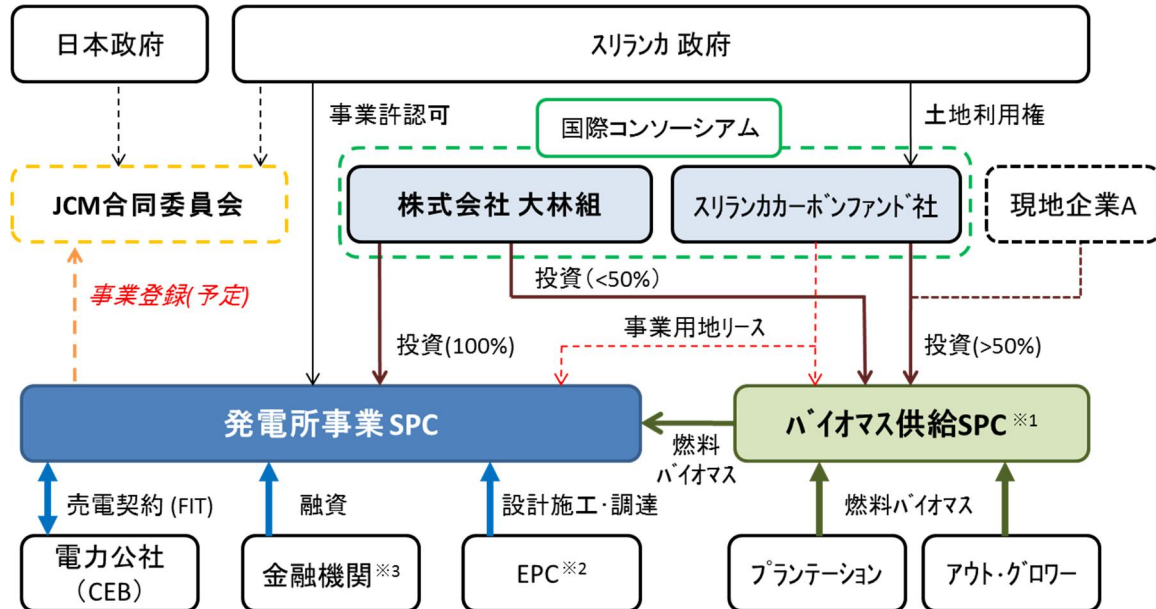 日本政府
スリランカ 政府
事業許認可
国際コンソーシアム
土地利用権
JCM合同委員会
株式会社 大林組
スリランカカーボンファンド社
現地企業A
事業登録(予定)
投資(<50%)
事業用地リース
投資(100%)
投資(>50%)
発電所事業 SPC
バイオマス供給SPC ※1
燃料
バイオマス
売電契約 (FIT)
融資
設計施工・調達
燃料バイオマス
電力公社
(CEB)
金融機関※3
EPC※2
プランテーション
アウト・グロワー